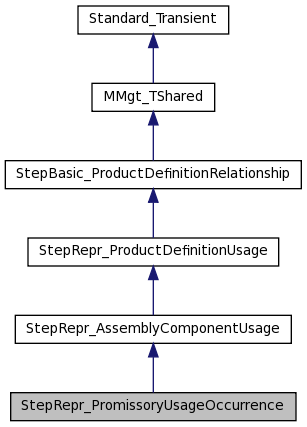 Standard_Transient
MMgt_TShared
StepBasic_ProductDefinitionRelationship
StepRepr_ProductDefinitionUsage
StepRepr_AssemblyComponentUsage
StepRepr_PromissoryUsageOccurrence